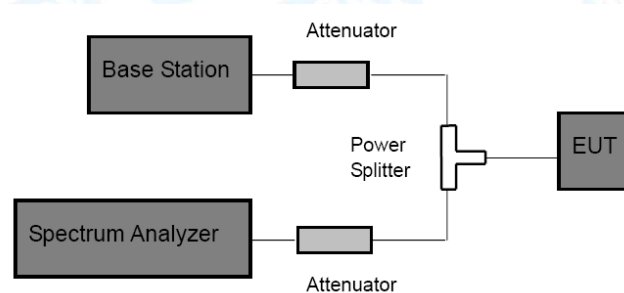 Attenuator
Base Station
Power
Splitter
EUT
Spectrum Analyzer
Attenuator